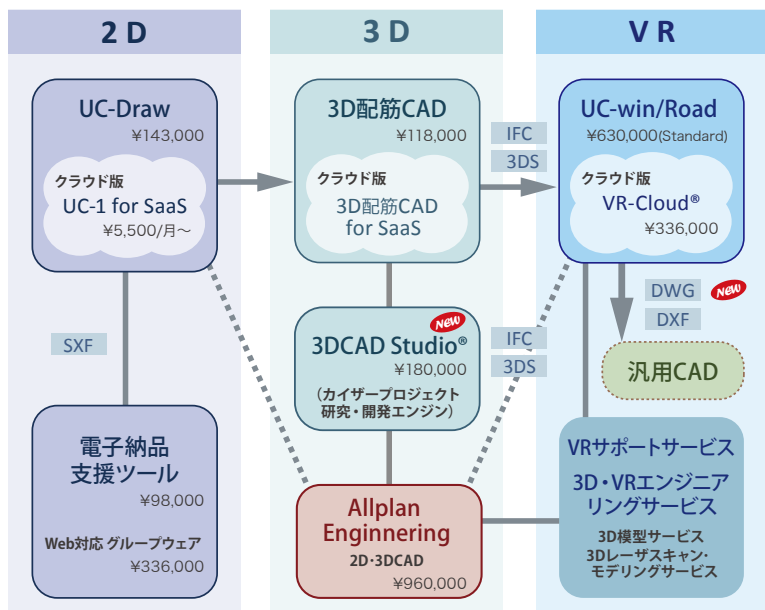 2 D
UC-Draw
¥143,000
クラウド版
UC-1 for SaaS
¥5,500/月～
SXF
電子納品
支援ツール
¥98,000
Web対応 グループウェア
¥336,000
3 D
3D配筋CAD
¥118,000
クラウド版
3D配筋CAD
for SaaS
New
3DCAD Studio®
¥180,000
（カイザープロジェクト
研究・開発エンジン）
Allplan
Enginnering
2D・3DCAD
¥960,000
IFC
3DS
IFC
3DS
V R
UC-win/Road
¥630,000(Standard)
クラウド版
VR-Cloud®
¥336,000
DWG New
DXF
汎用CAD
VRサポートサービス
3D・VRエンジニア
リングサービス
3D模型サービス
3Dレーザスキャン・
モデリングサービス